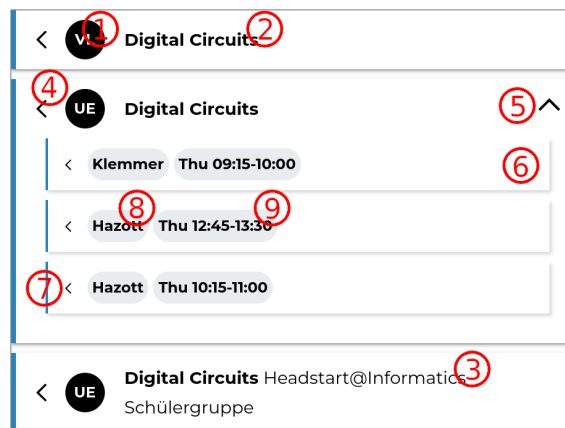 1 2
VL Digital Circuits
4 5
UE Digital Circuits
Klemmer Thu 09:15-10:00 6
8 9
Hazott Thu 12:45-13:30
7 Hazott Thu 10:15-11:00
3
UE Digital Circuits Headstart@Informatics
Schülergruppe